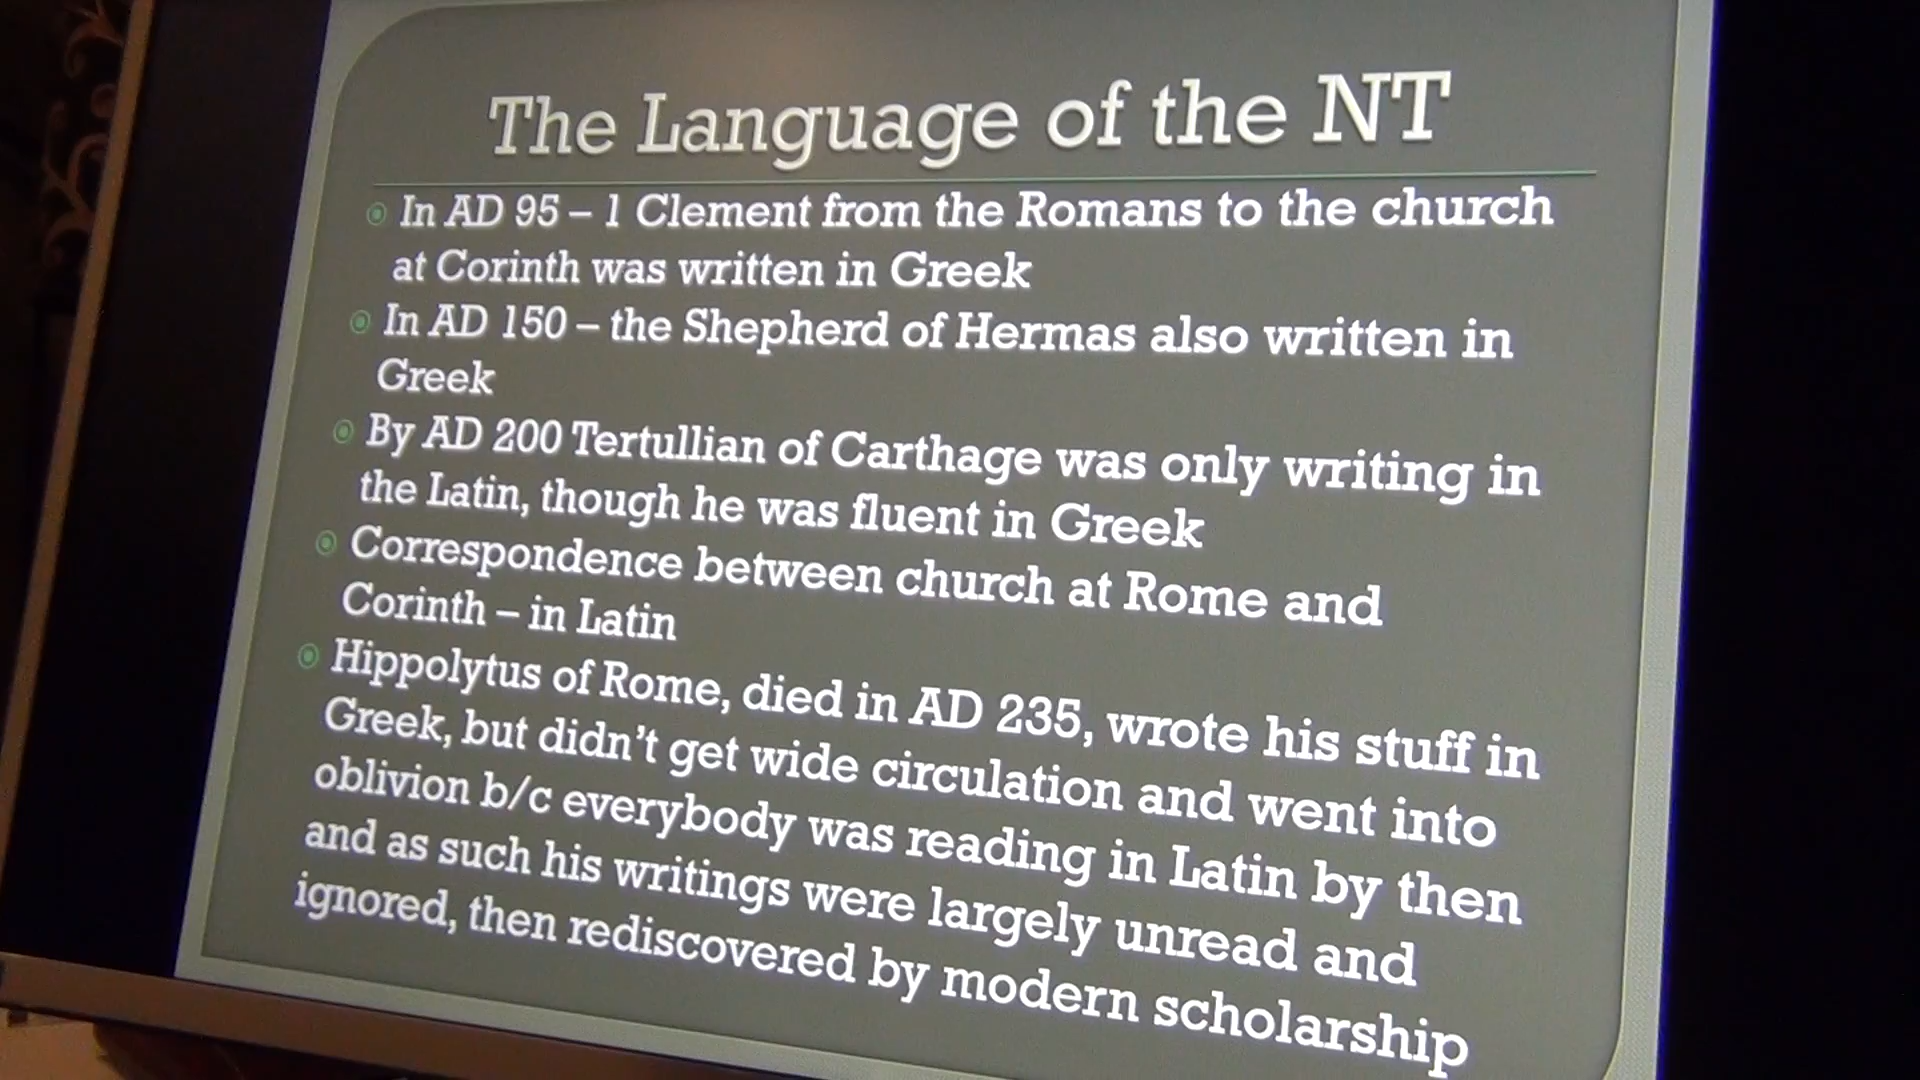 The Language of the NT
In AD 95 – 1 Clement from the Romans to the church
at Corinth was written in Greek
In AD 150 – the Shepherd of Hermas also written in
Greek
By AD 200 Tertullian of Carthage was only writing in
the Latin, though he was fluent in Greek
Correspondence between church at Rome and
Corinth – in Latin
Hippolytus of Rome, died in AD 235, wrote his stuff in
Greek, but didn't get wide circulation and went into
oblivion b/c everybody was reading in Latin by then
and as such his writings were largely unread and
ignored, then rediscovered by modern scholarship